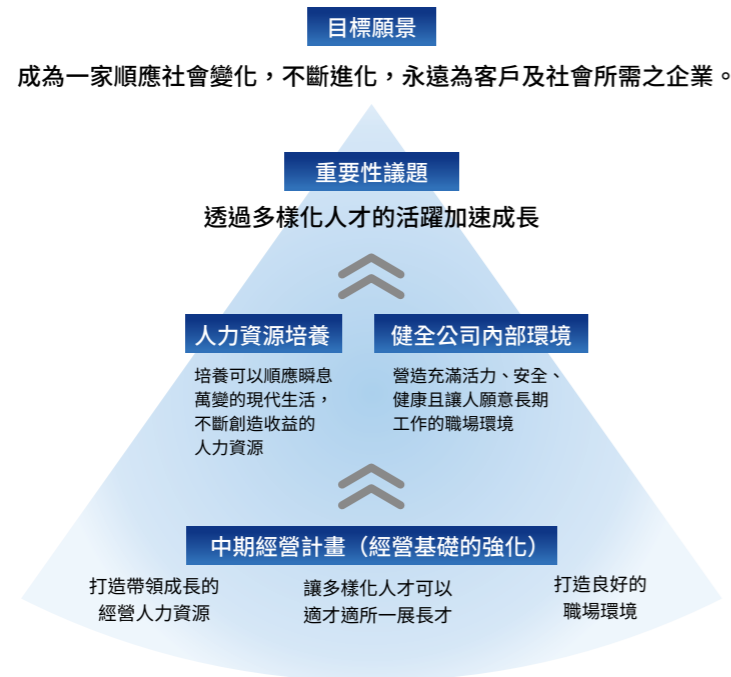 目標願景
成為一家順應社會變化，不斷進化，永遠為客戶及社會所需之企業。
重要性議題
透過多樣化人才的活躍加速成長
人力資源培養
培養可以順應瞬息
萬變的現代生活，
不斷創造收益的
人力資源
健全公司內部環境
營造充滿活力、安全、
健康且讓人願意長期
工作的職場環境
中期經營計畫（經營基礎的強化）
打造帶領成長的
經營人力資源
讓多樣化人才可以
適才適所一展長才
打造良好的
職場環境